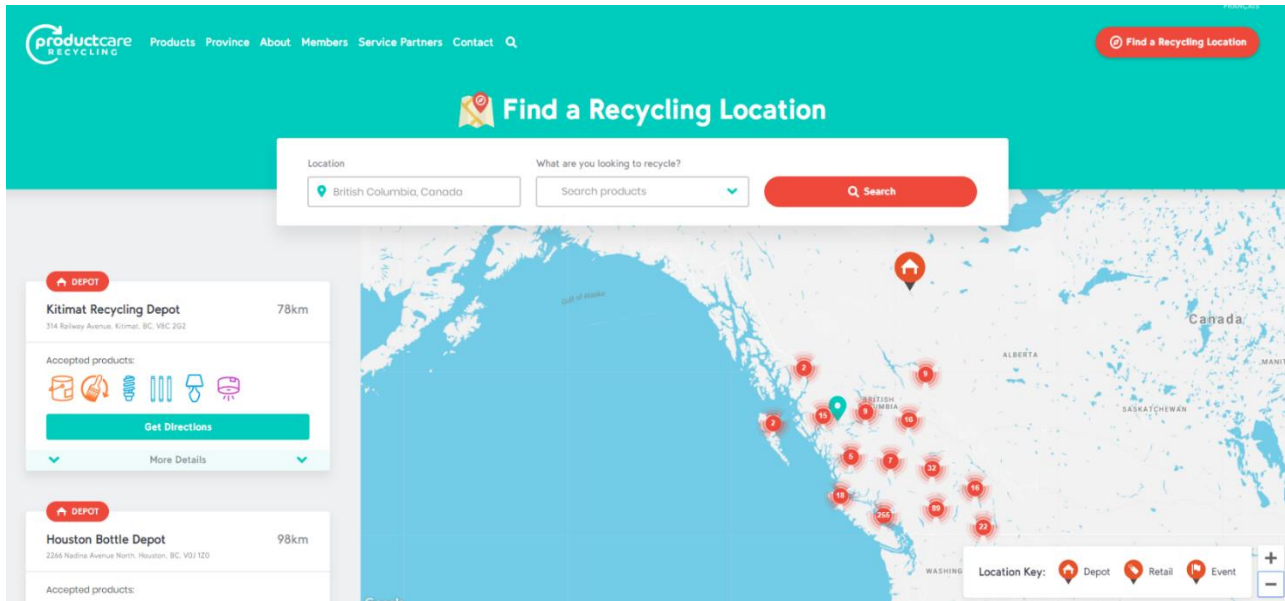 FRANÇAIS
productcare
RECYCLING
Products Province About Members Service Partners Contact
Find a Recycling Location
Find a Recycling Location
Location
What are you looking to recycle?
British Columbia, Canada
Search products
Search
DEPOT
Kitimat Recycling Depot
78km
314 Railway Avenue, Kitimat, BC, V8C 2G2
Accepted products:
Get Directions
More Details
DEPOT
Houston Bottle Depot
98km
2266 Nadina Avenue North, Houston, BC, V0J 1Z0
Accepted products:
Gulf of Alaska
Canada
ALBERTA
MANIT
SASKATCHEWAN
BRITISH
UMBIA
2
9
15
9
16
2
5
7
32
16
18
255
89
22
WASHING
Location Key:
Depot
Retail
Event
+
−